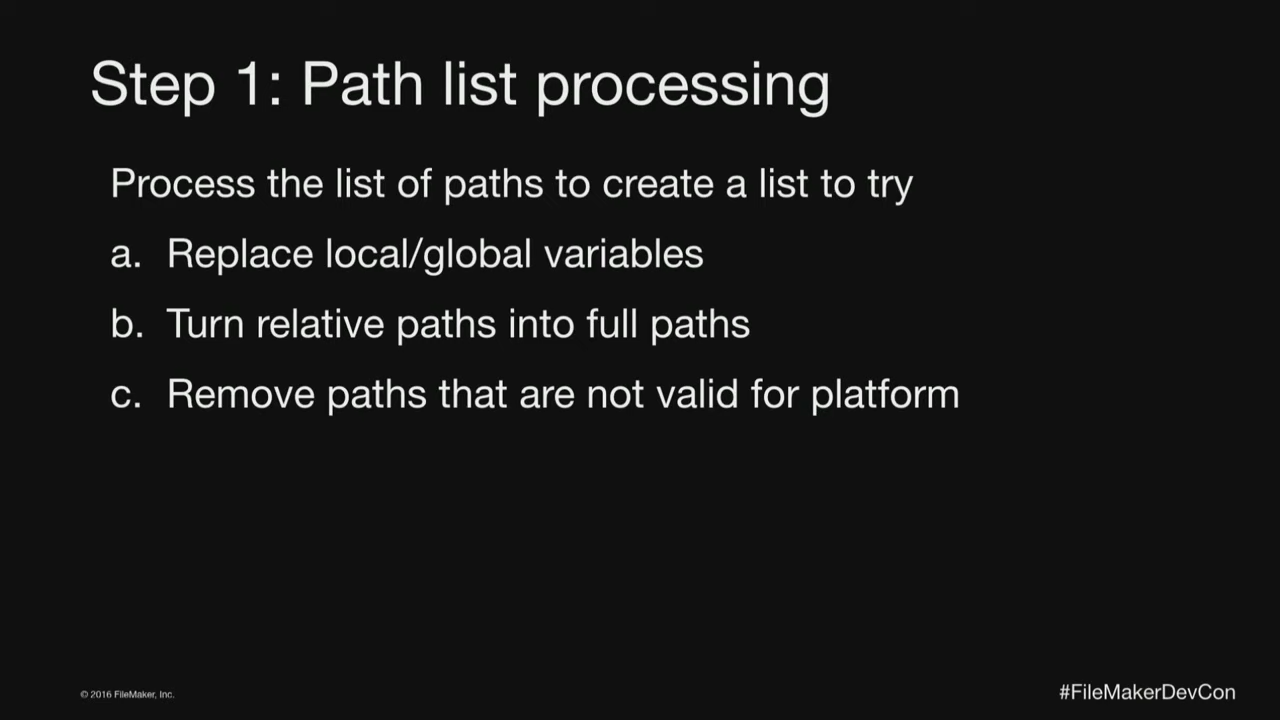 Step 1: Path list processing
Process the list of paths to create a list to try
a. Replace local/global variables
b. Turn relative paths into full paths
c. Remove paths that are not valid for platform
© 2016 FileMaker, Inc.
#FileMakerDevCon